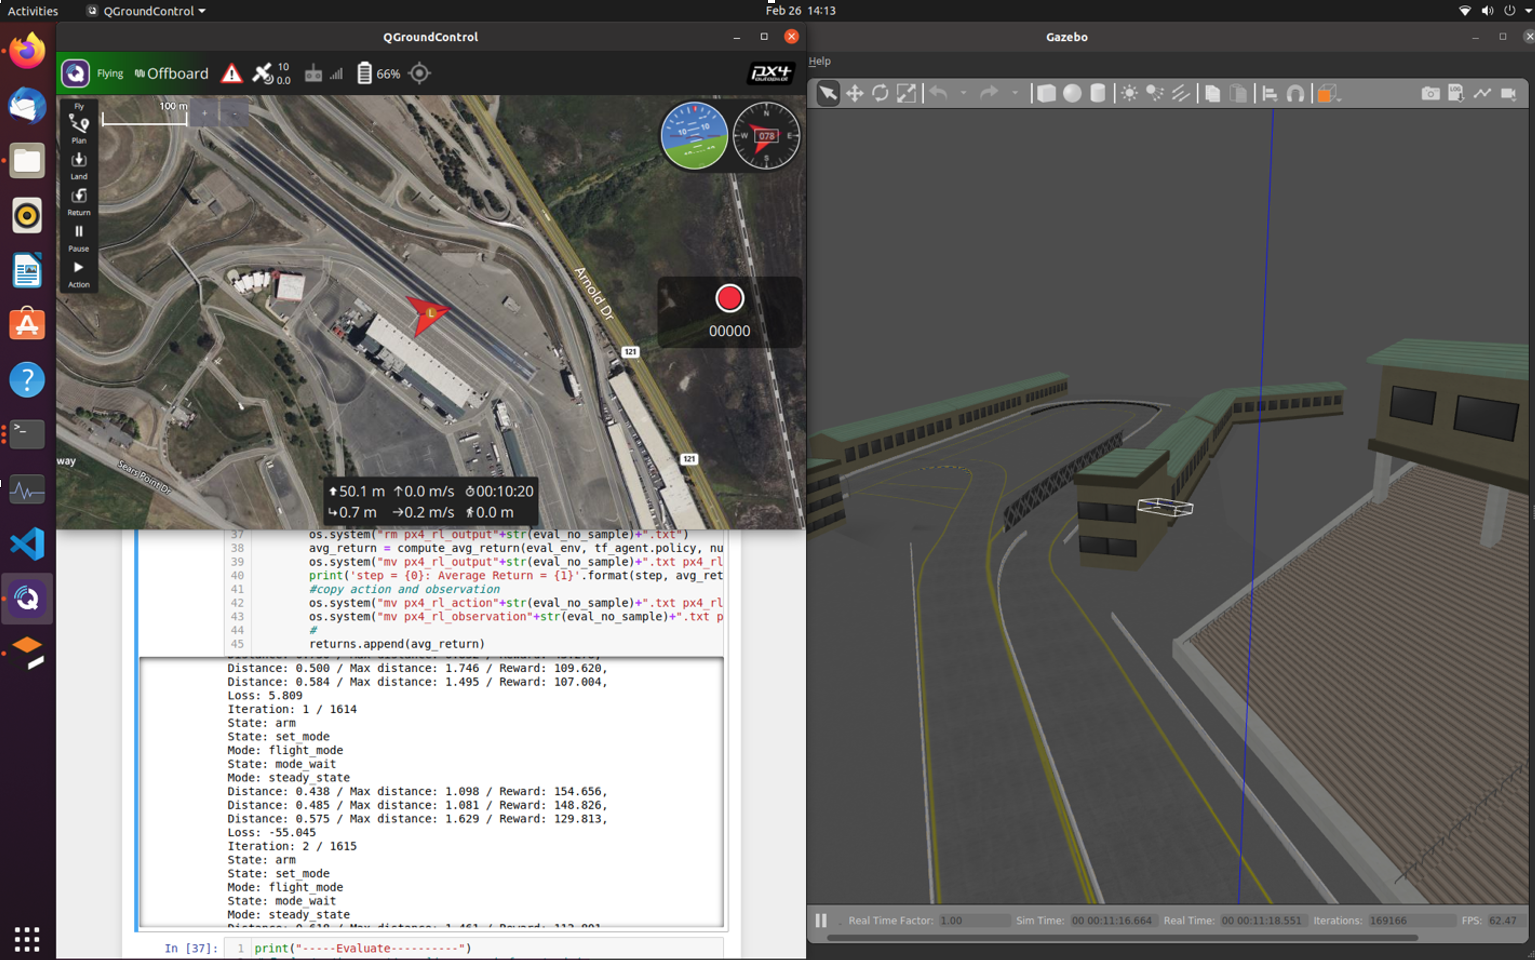 Activities
QGroundControl
Feb 26 14:13
QGroundControl
Flying
Offboard
10
0.0
66%
PX4
autopilot
Fly
Plan
Land
Return
Pause
Action
100 m
10 10
N
W 078 E
S
Arnold Dr
00000
121
121
way
Sears Point Dr
50.1 m 0.0 m/s 00:10:20
0.7 m 0.2 m/s 0.0 m
37 os.system("rm px4_rl_output"+str(eval_no_sample)+".txt")
38 avg_return = compute_avg_return(eval_env, tf_agent.policy, nu
39 os.system("mv px4_rl_output"+str(eval_no_sample)+".txt px4_rl
40 print('step = {0}: Average Return = {1}'.format(step, avg_ret
41 #copy action and observation
42 os.system("mv px4_rl_action"+str(eval_no_sample)+".txt px4_rl
43 os.system("mv px4_rl_observation"+str(eval_no_sample)+".txt p
44 #
45 returns.append(avg_return)
Distance: 0.500 / Max distance: 1.746 / Reward: 109.620,
Distance: 0.584 / Max distance: 1.495 / Reward: 107.004,
Loss: 5.809
Iteration: 1 / 1614
State: arm
State: set_mode
Mode: flight_mode
State: mode_wait
Mode: steady_state
Distance: 0.438 / Max distance: 1.098 / Reward: 154.656,
Distance: 0.485 / Max distance: 1.081 / Reward: 148.826,
Distance: 0.575 / Max distance: 1.629 / Reward: 129.813,
Loss: -55.045
Iteration: 2 / 1615
State: arm
State: set_mode
Mode: flight_mode
State: mode_wait
Mode: steady_state
In [37]: 1 print("-----Evaluate----------")
Gazebo
Help
LOG
Real Time Factor: 1.00 Sim Time: 00 00:11:16.664 Real Time: 00 00:11:18.551 Iterations: 169166 FPS: 62.47